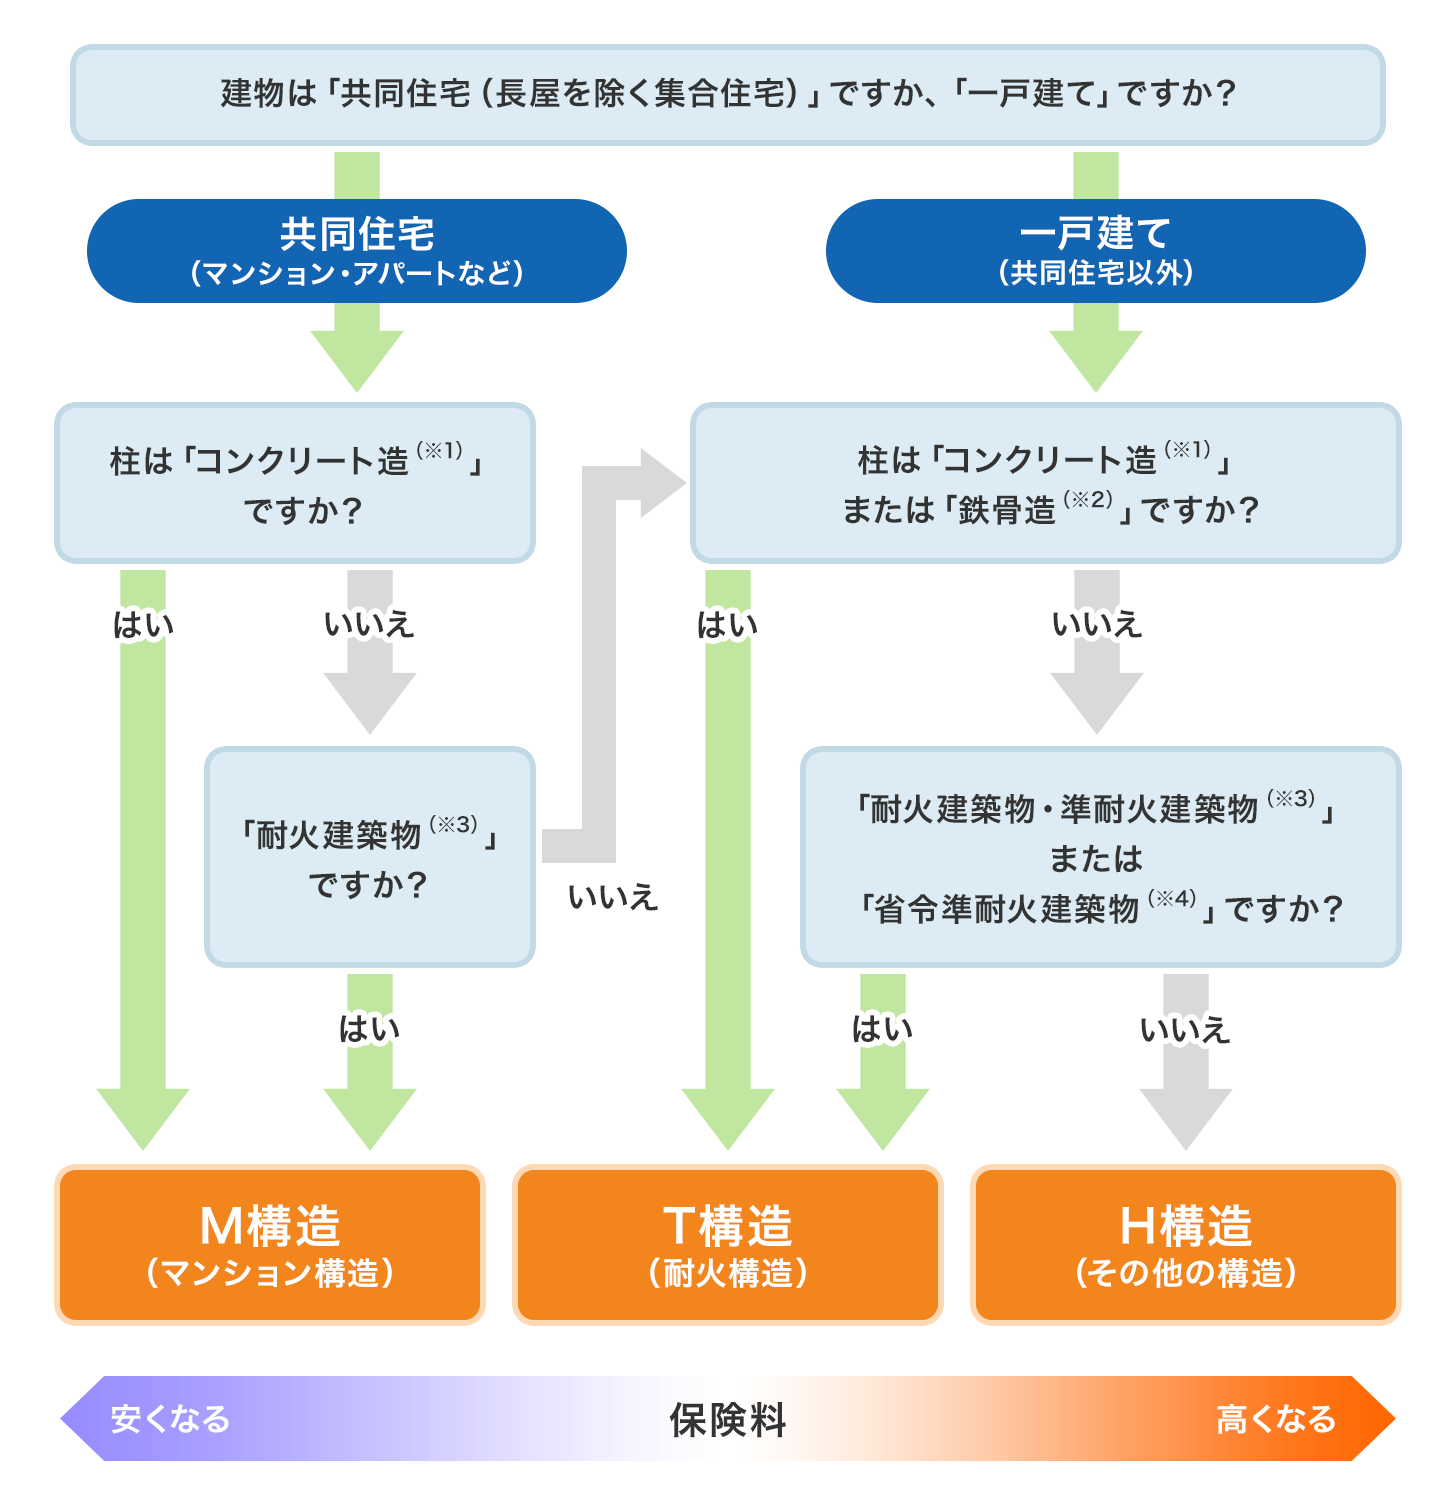 建物は「共同住宅（長屋を除く集合住宅）」ですか、「一戸建て」ですか？
共同住宅
（マンション・アパートなど）
一戸建て
（共同住宅以外）
柱は「コンクリート造（※1）」
ですか？
柱は「コンクリート造（※1）」
または「鉄骨造（※2）」ですか？
はい
いいえ
はい
いいえ
「耐火建築物（※3）」
ですか？
いいえ
「耐火建築物・準耐火建築物（※3）」
または
「省令準耐火建築物（※4）」ですか？
はい
はい
いいえ
M構造
（マンション構造）
T構造
（耐火構造）
H構造
（その他の構造）
安くなる
保険料
高くなる